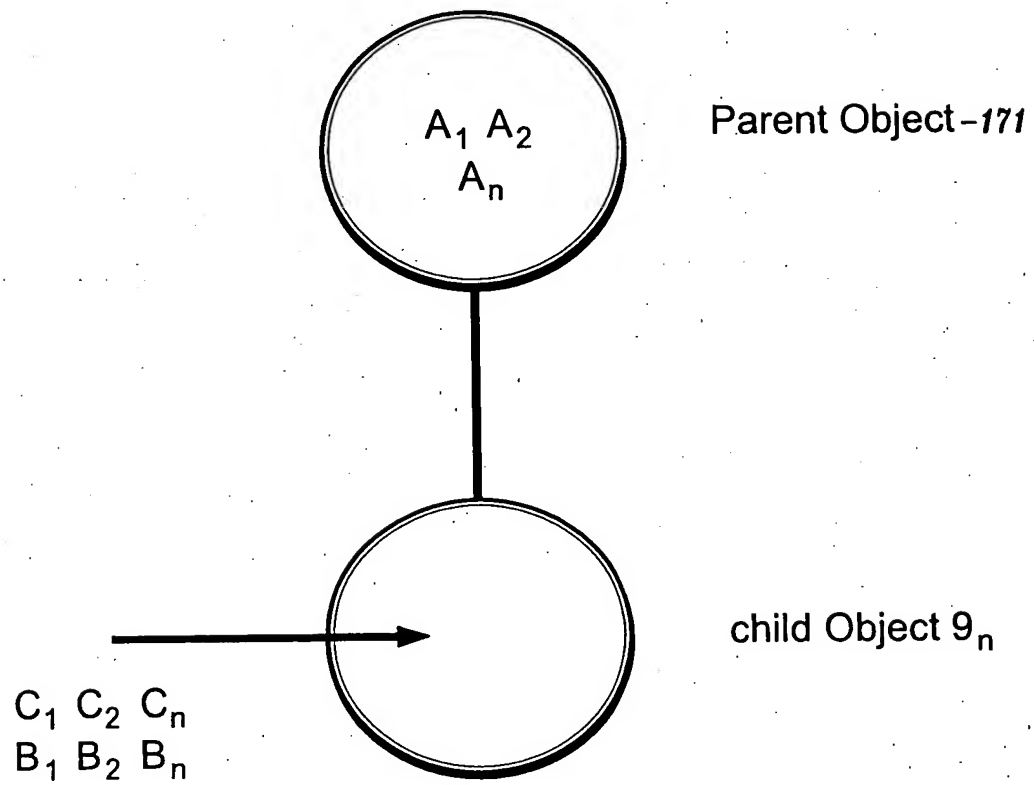 A₁ A₂
Aₙ
Parent Object-171
child Object 9ₙ
C₁ C₂ Cₙ
B₁ B₂ Bₙ